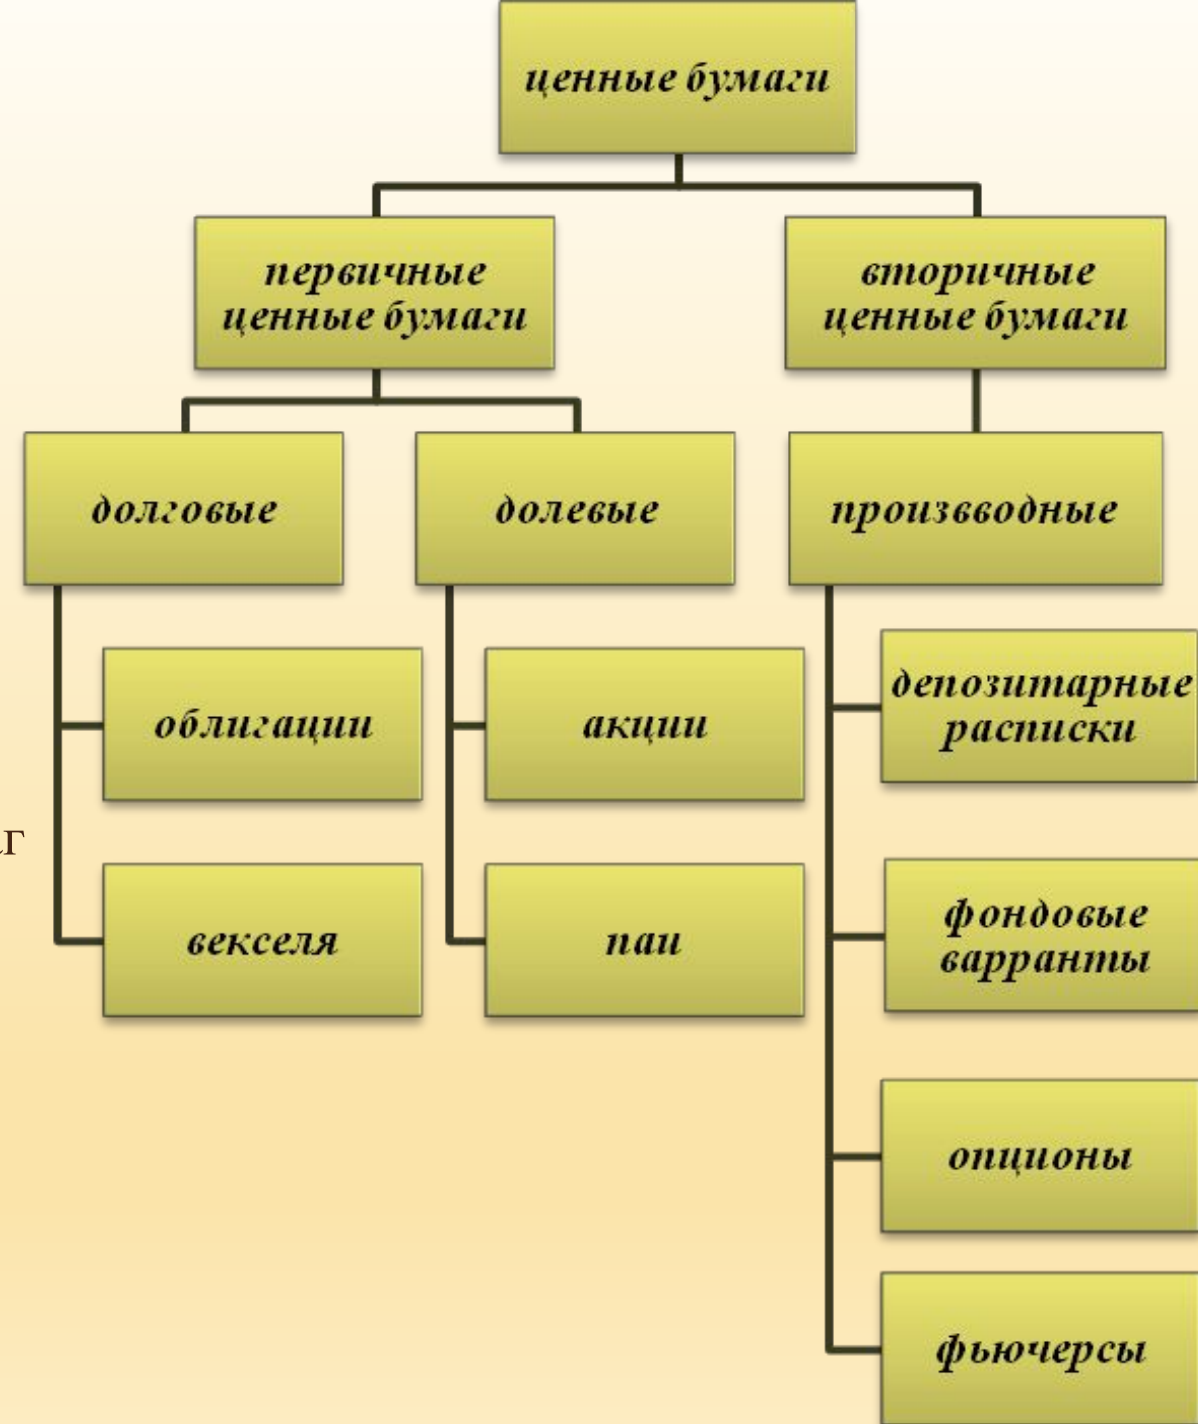 ценные бумаги
первичные
ценные бумаги
вторичные
ценные бумаги
долговые
долевые
произвводные
облигации
акции
депозитарные
расписки
векселя
паи
фондовые
варранты
опционы
фьючерсы